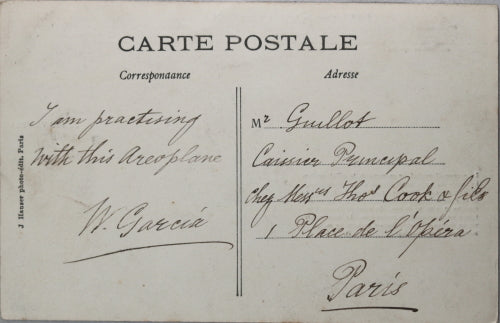 CARTE POSTALE
Correspondance
Adresse
I am practising
with this Areoplane
W. Garcia
Mr Guillot
Caissier Principal
chez Messrs Thos Cook & fils
1 Place de l'Opéra
Paris
J Hauser photo-édit. Paris